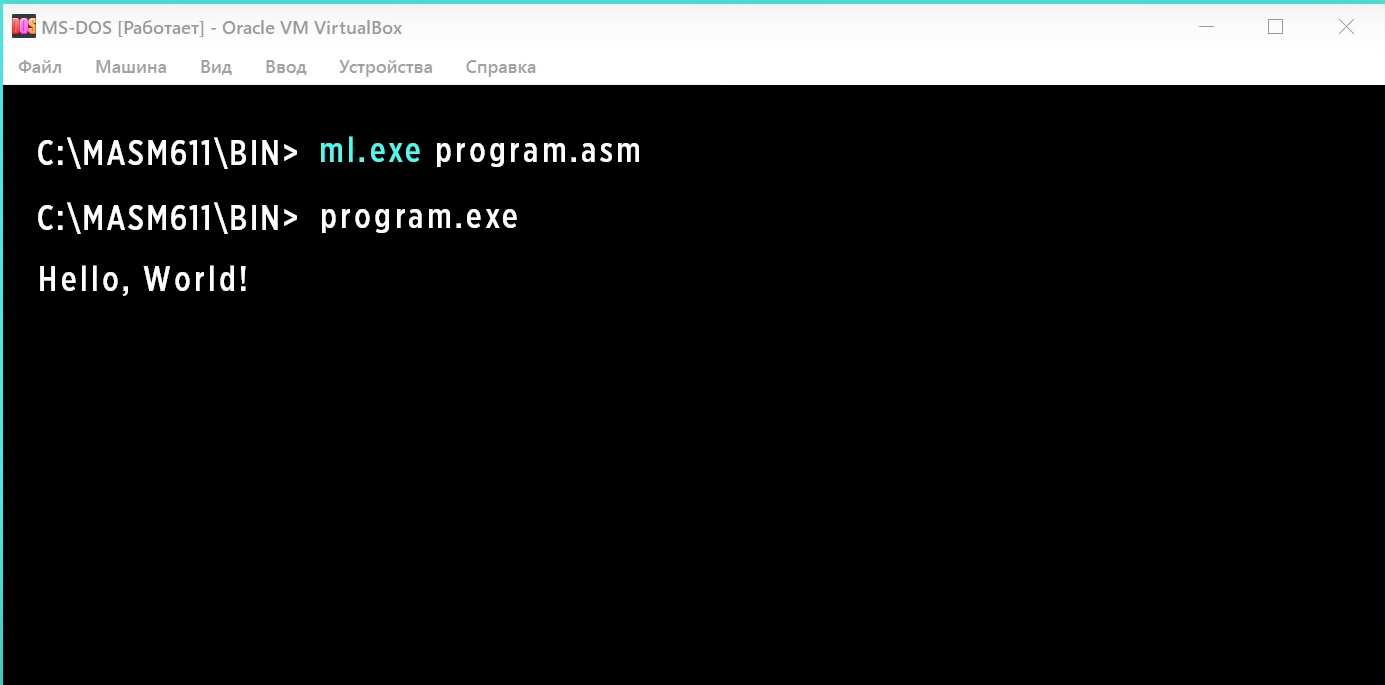 DOS MS-DOS [Работает] - Oracle VM VirtualBox
Файл Машина Вид Ввод Устройства Справка
C:\MASM611\BIN> ml.exe program.asm
C:\MASM611\BIN> program.exe
Hello, World!